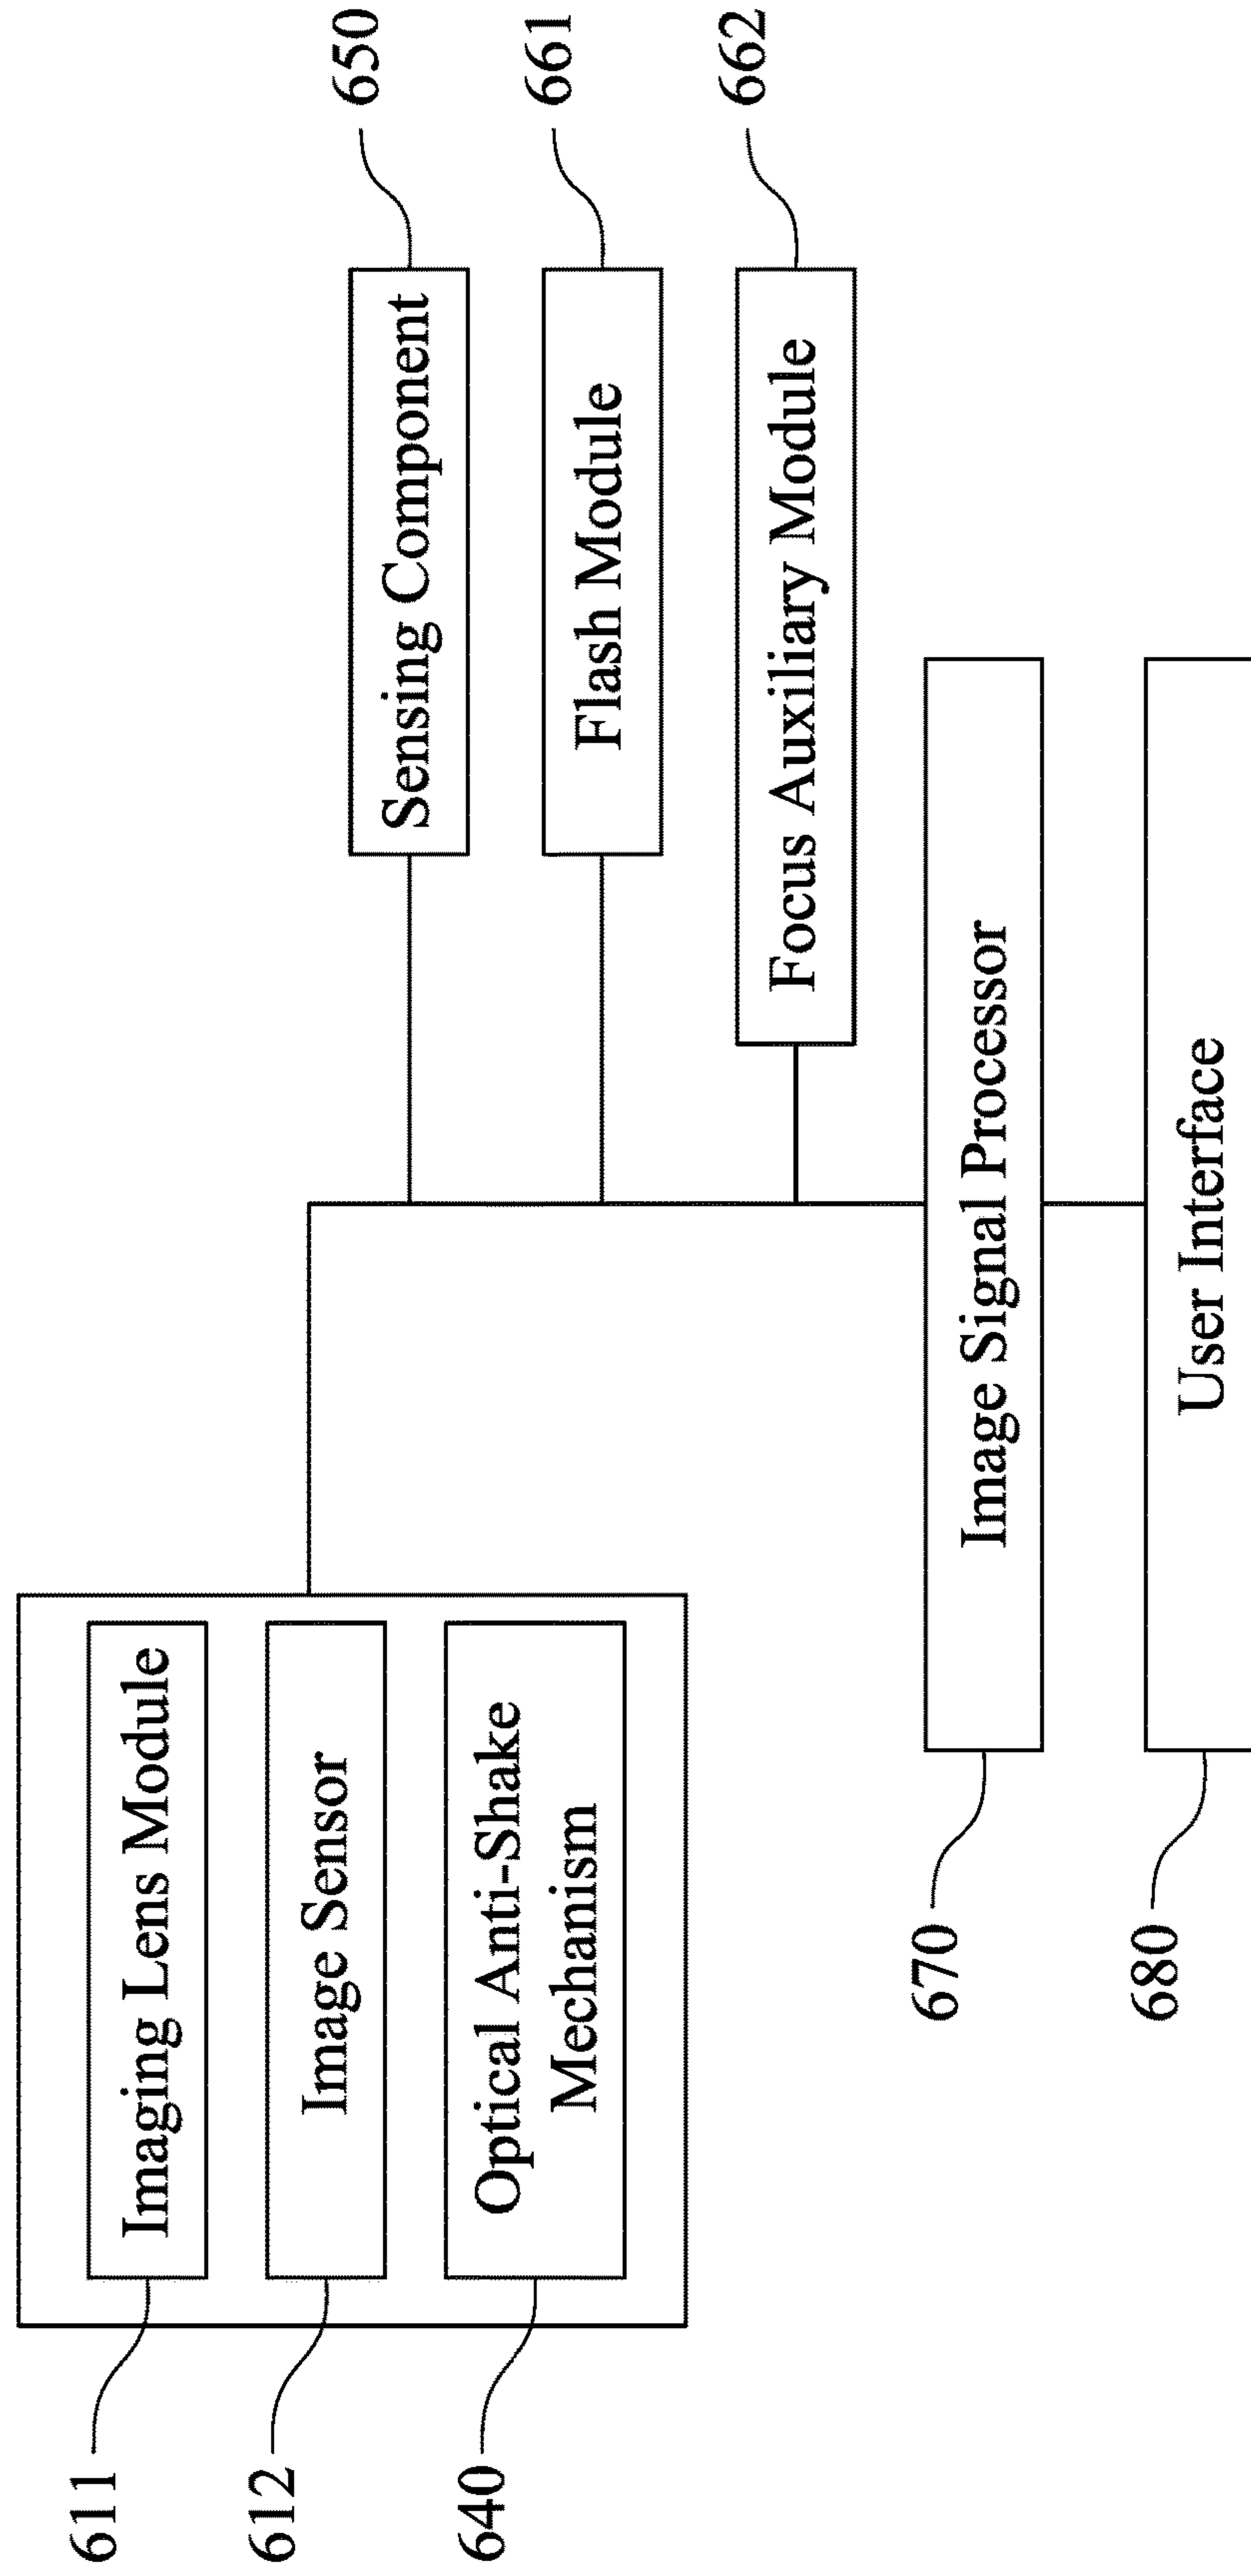 611
Imaging Lens Module
612
Image Sensor
640
Optical Anti-Shake
Mechanism
Sensing Component
650
Flash Module
661
Focus Auxiliary Module
662
670
Image Signal Processor
680
User Interface